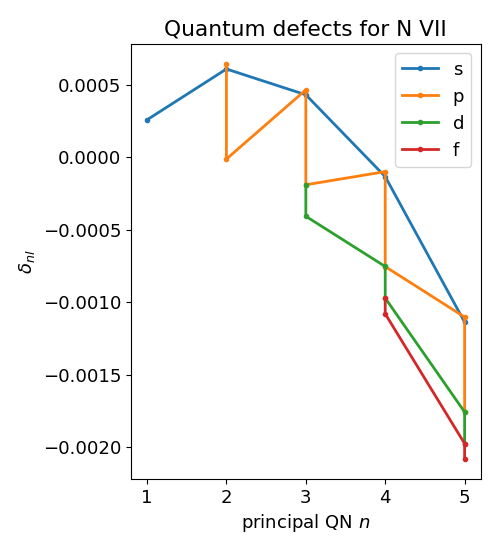 Quantum defects for N VII
s
p
d
f
0.0005
0.0000
−0.0005
−0.0010
−0.0015
−0.0020
δₙₗ
1 2 3 4 5
principal QN n